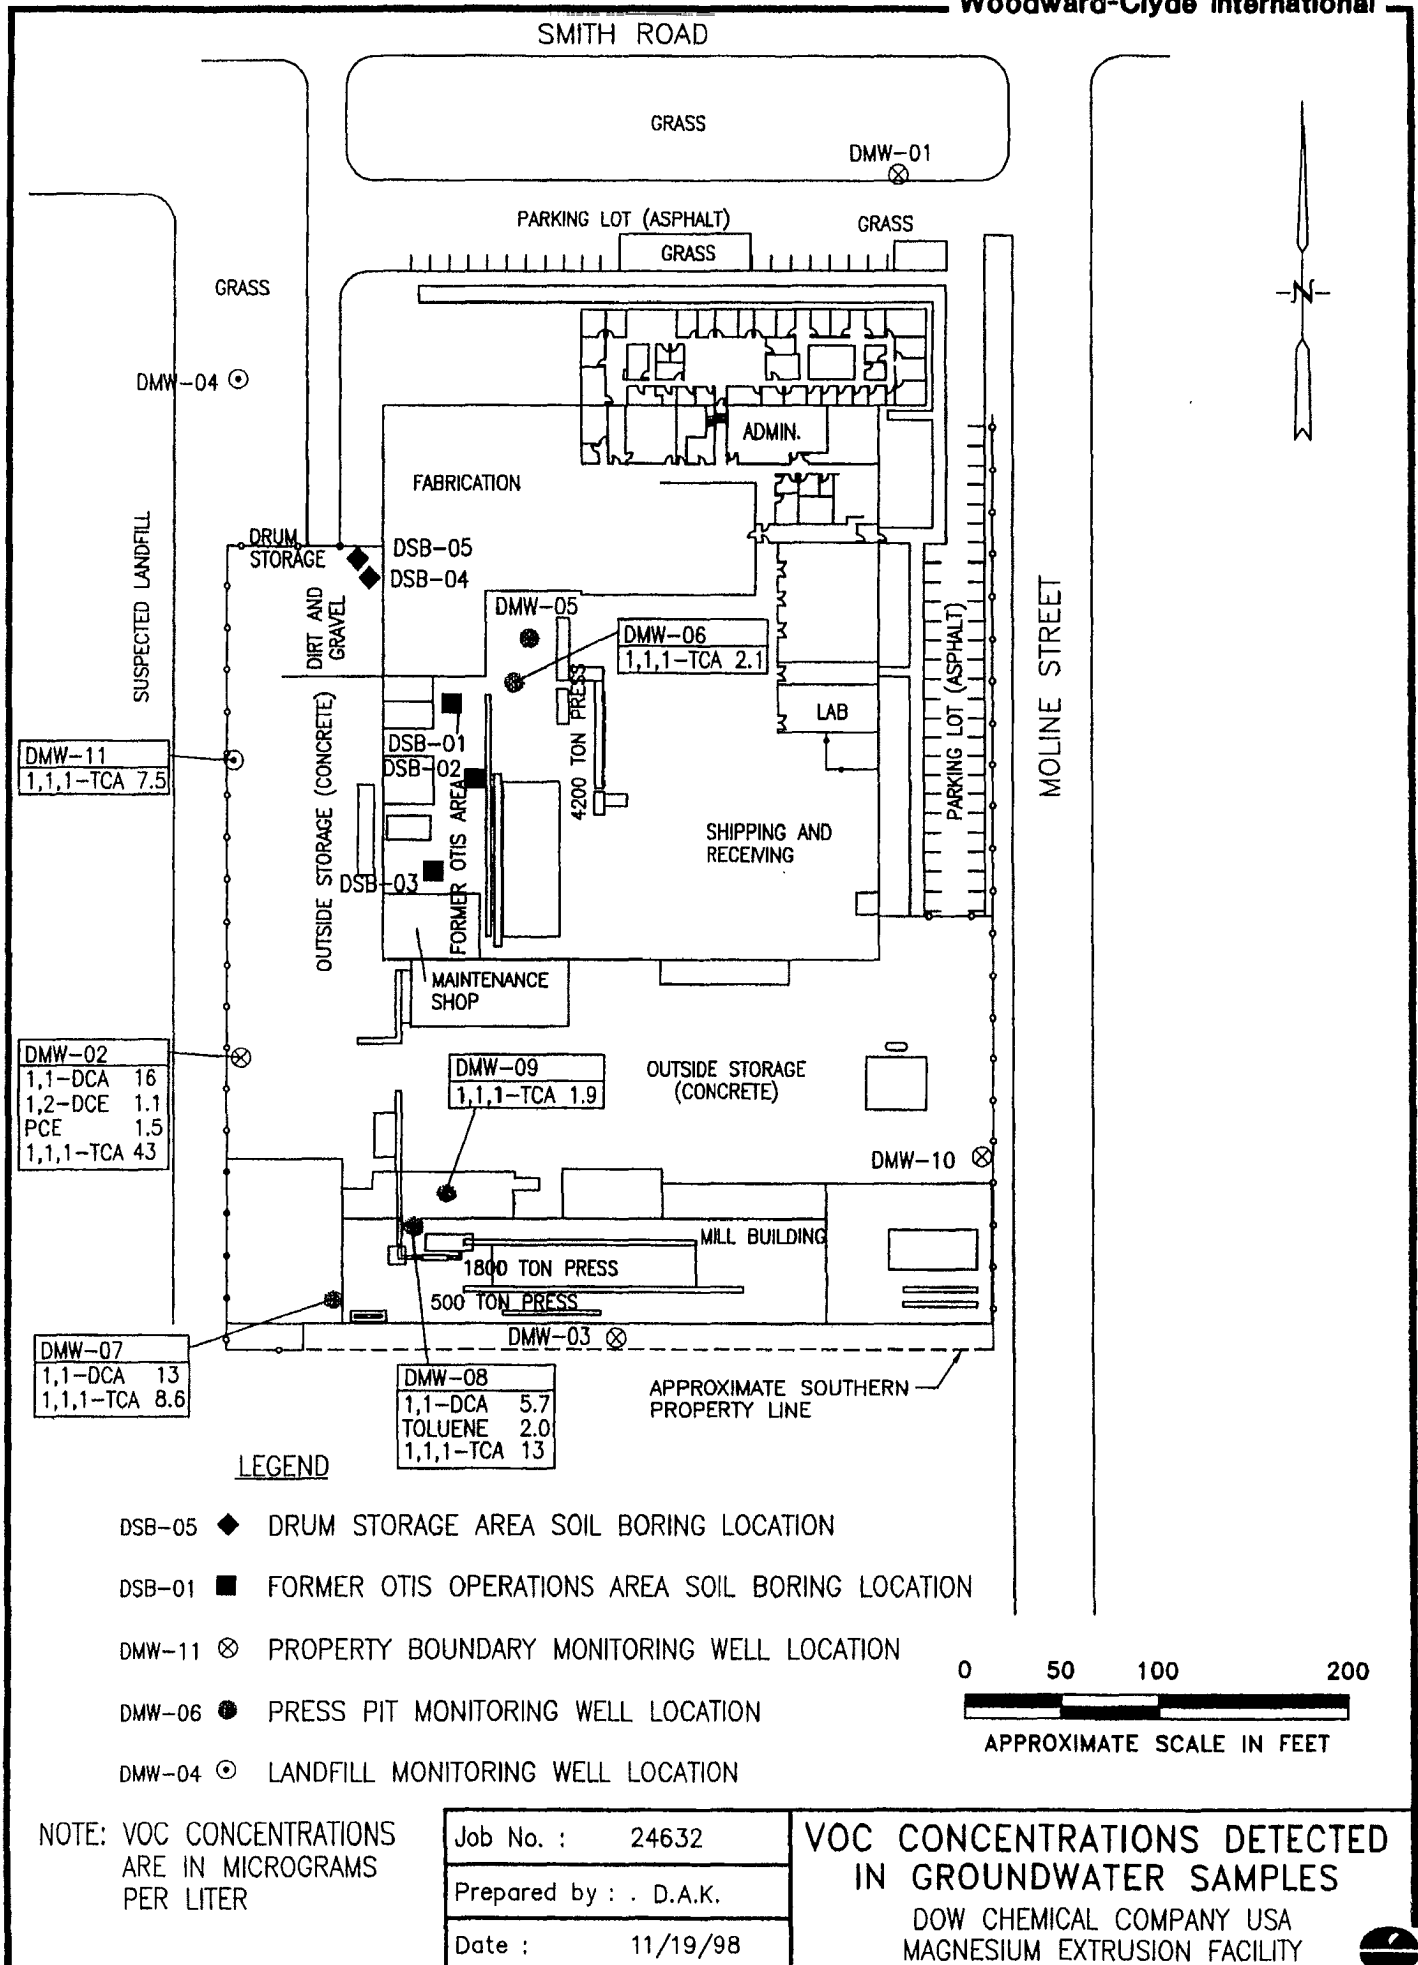 Woodward-Clyde International
SMITH ROAD
GRASS
DMW-01
PARKING LOT (ASPHALT)
GRASS
GRASS
GRASS
DMW-04
ADMIN.
FABRICATION
SUSPECTED LANDFILL
DRUM
STORAGE
DSB-05
DSB-04
DIRT AND
GRAVEL
DMW-05
DMW-06
1,1,1-TCA 2.1
4200 TON PRESS
PARKING LOT (ASPHALT)
MOLINE STREET
LAB
DSB-01
DSB-02
DMW-11
1,1,1-TCA 7.5
OUTSIDE STORAGE (CONCRETE)
FORMER OTIS AREA
SHIPPING AND
RECEIVING
DSB-03
MAINTENANCE
SHOP
DMW-02
1,1-DCA 16
1,2-DCE 1.1
PCE 1.5
1,1,1-TCA 43
DMW-09
1,1,1-TCA 1.9
OUTSIDE STORAGE
(CONCRETE)
DMW-10
MILL BUILDING
1800 TON PRESS
500 TON PRESS
DMW-03
DMW-07
1,1-DCA 13
1,1,1-TCA 8.6
DMW-08
1,1-DCA 5.7
TOLUENE 2.0
1,1,1-TCA 13
APPROXIMATE SOUTHERN
PROPERTY LINE
LEGEND
DSB-05 DRUM STORAGE AREA SOIL BORING LOCATION
DSB-01 FORMER OTIS OPERATIONS AREA SOIL BORING LOCATION
DMW-11 PROPERTY BOUNDARY MONITORING WELL LOCATION
DMW-06 PRESS PIT MONITORING WELL LOCATION
DMW-04 LANDFILL MONITORING WELL LOCATION
N
0 50 100 200
APPROXIMATE SCALE IN FEET
NOTE: VOC CONCENTRATIONS
ARE IN MICROGRAMS
PER LITER
Job No. : 24632
Prepared by : . D.A.K.
Date : 11/19/98
VOC CONCENTRATIONS DETECTED
IN GROUNDWATER SAMPLES
DOW CHEMICAL COMPANY USA
MAGNESIUM EXTRUSION FACILITY